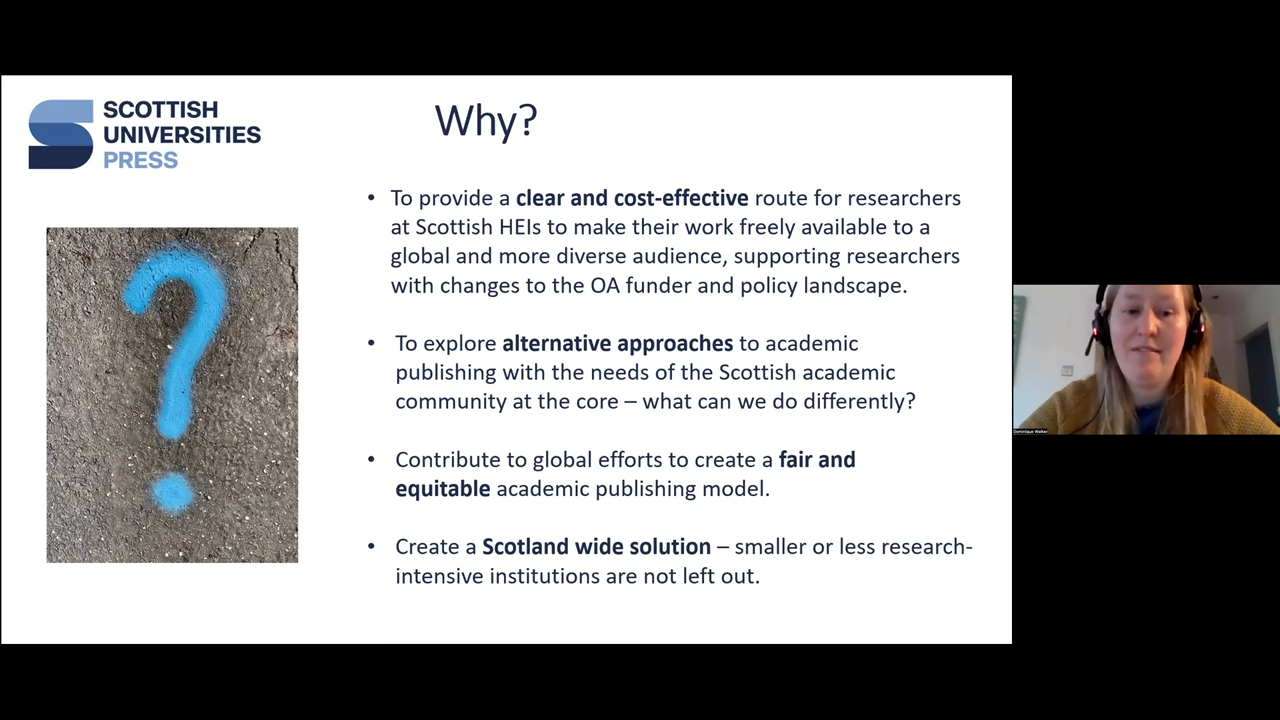 SCOTTISH
UNIVERSITIES
PRESS
Why?
• To provide a clear and cost-effective route for researchers
at Scottish HEIs to make their work freely available to a
global and more diverse audience, supporting researchers
with changes to the OA funder and policy landscape.
• To explore alternative approaches to academic
publishing with the needs of the Scottish academic
community at the core – what can we do differently?
• Contribute to global efforts to create a fair and
equitable academic publishing model.
• Create a Scotland wide solution – smaller or less research-
intensive institutions are not left out.
Dominique Walker